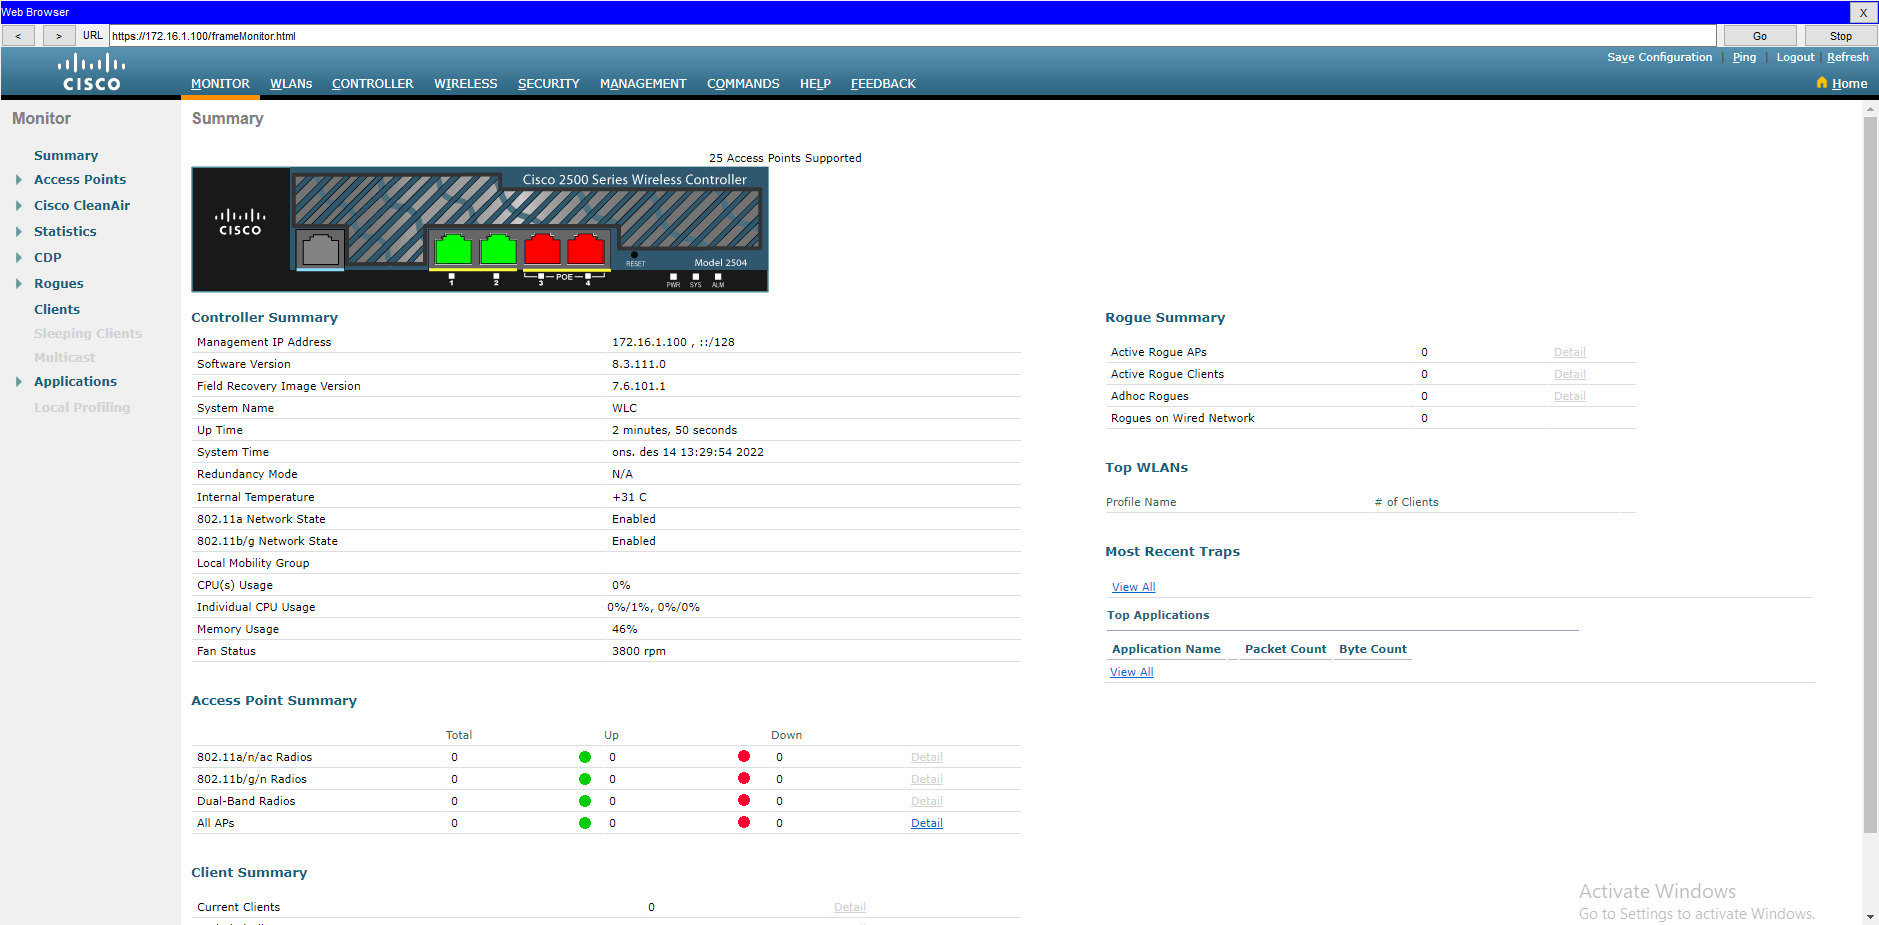 Web Browser
X
< > URL https://172.16.1.100/frameMonitor.html Go Stop
Save Configuration | Ping | Logout | Refresh
CISCO
MONITOR WLANs CONTROLLER WIRELESS SECURITY MANAGEMENT COMMANDS HELP FEEDBACK
Home
Monitor
Summary
Access Points
Cisco CleanAir
Statistics
CDP
Rogues
Clients
Sleeping Clients
Multicast
Applications
Local Profiling
Summary
25 Access Points Supported
Cisco 2500 Series Wireless Controller
CISCO
RESET
Model 2504
1 2 3 POE 4
PWR SYS ALM
Controller Summary
Management IP Address 172.16.1.100 , ::/128
Software Version 8.3.111.0
Field Recovery Image Version 7.6.101.1
System Name WLC
Up Time 2 minutes, 50 seconds
System Time ons. des 14 13:29:54 2022
Redundancy Mode N/A
Internal Temperature +31 C
802.11a Network State Enabled
802.11b/g Network State Enabled
Local Mobility Group
CPU(s) Usage 0%
Individual CPU Usage 0%/1%, 0%/0%
Memory Usage 46%
Fan Status 3800 rpm
Access Point Summary
Total Up Down
802.11a/n/ac Radios 0 0 0 Detail
802.11b/g/n Radios 0 0 0 Detail
Dual-Band Radios 0 0 0 Detail
All APs 0 0 0 Detail
Client Summary
Current Clients 0 Detail
Rogue Summary
Active Rogue APs 0 Detail
Active Rogue Clients 0 Detail
Adhoc Rogues 0 Detail
Rogues on Wired Network 0
Top WLANs
Profile Name # of Clients
Most Recent Traps
View All
Top Applications
Application Name Packet Count Byte Count
View All
Activate Windows
Go to Settings to activate Windows.